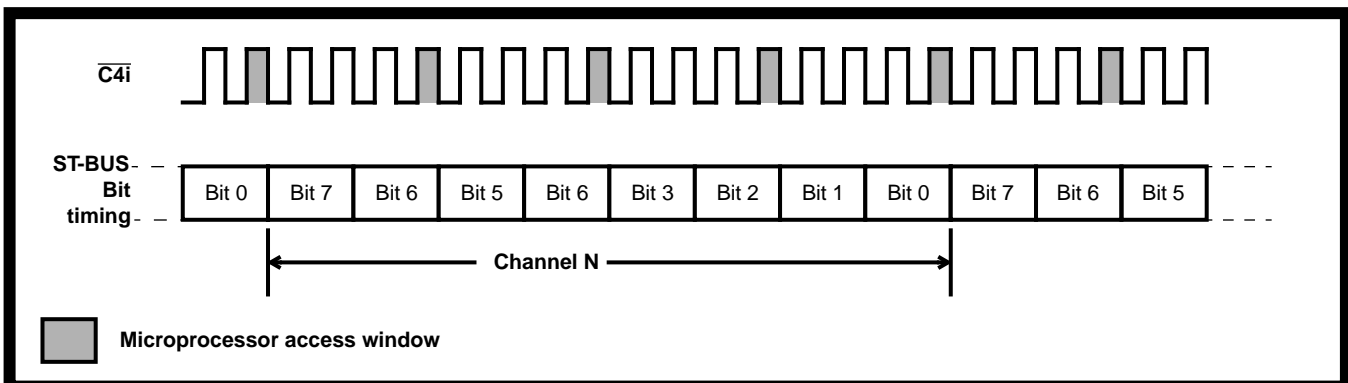 C4i
ST-BUS
Bit
timing
Bit 0 Bit 7 Bit 6 Bit 5 Bit 6 Bit 3 Bit 2 Bit 1 Bit 0 Bit 7 Bit 6 Bit 5
Channel N
Microprocessor access window